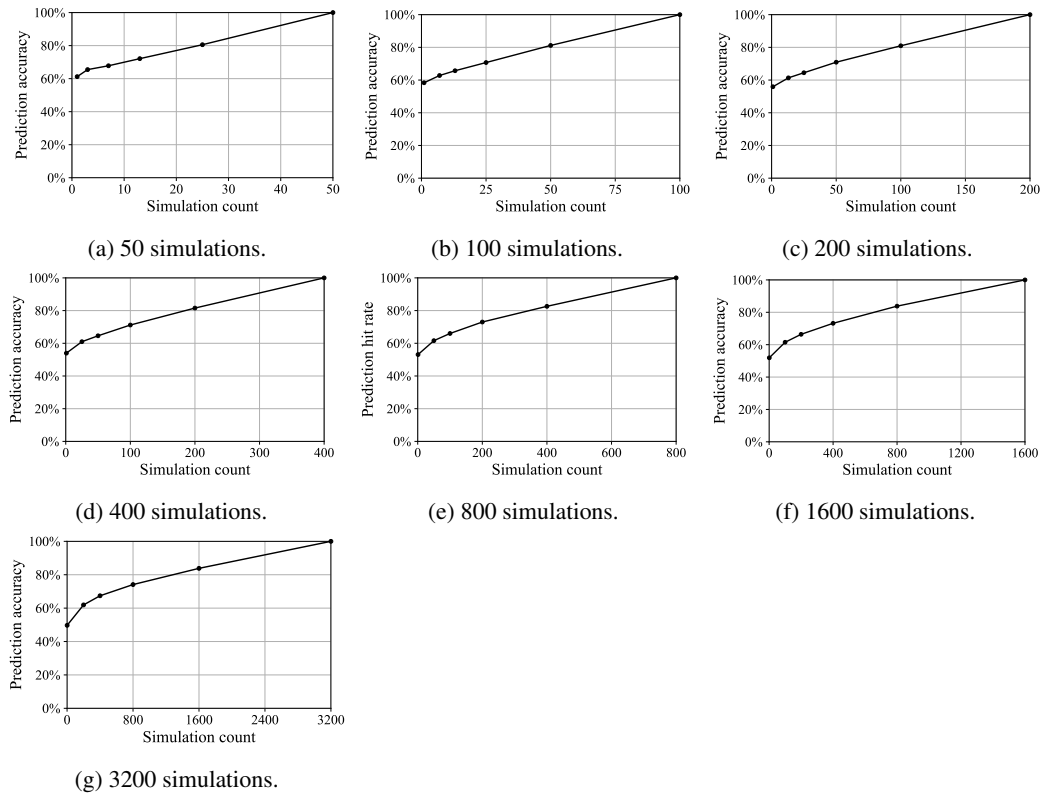 100%
80%
60%
40%
20%
0%
Prediction accuracy
0 10 20 30 40 50
Simulation count
(a) 50 simulations.
100%
80%
60%
40%
20%
0%
Prediction accuracy
0 25 50 75 100
Simulation count
(b) 100 simulations.
100%
80%
60%
40%
20%
0%
Prediction accuracy
0 50 100 150 200
Simulation count
(c) 200 simulations.
100%
80%
60%
40%
20%
0%
Prediction accuracy
0 100 200 300 400
Simulation count
(d) 400 simulations.
100%
80%
60%
40%
20%
0%
Prediction hit rate
0 200 400 600 800
Simulation count
(e) 800 simulations.
100%
80%
60%
40%
20%
0%
Prediction accuracy
0 400 800 1200 1600
Simulation count
(f) 1600 simulations.
100%
80%
60%
40%
20%
0%
Prediction accuracy
0 800 1600 2400 3200
Simulation count
(g) 3200 simulations.